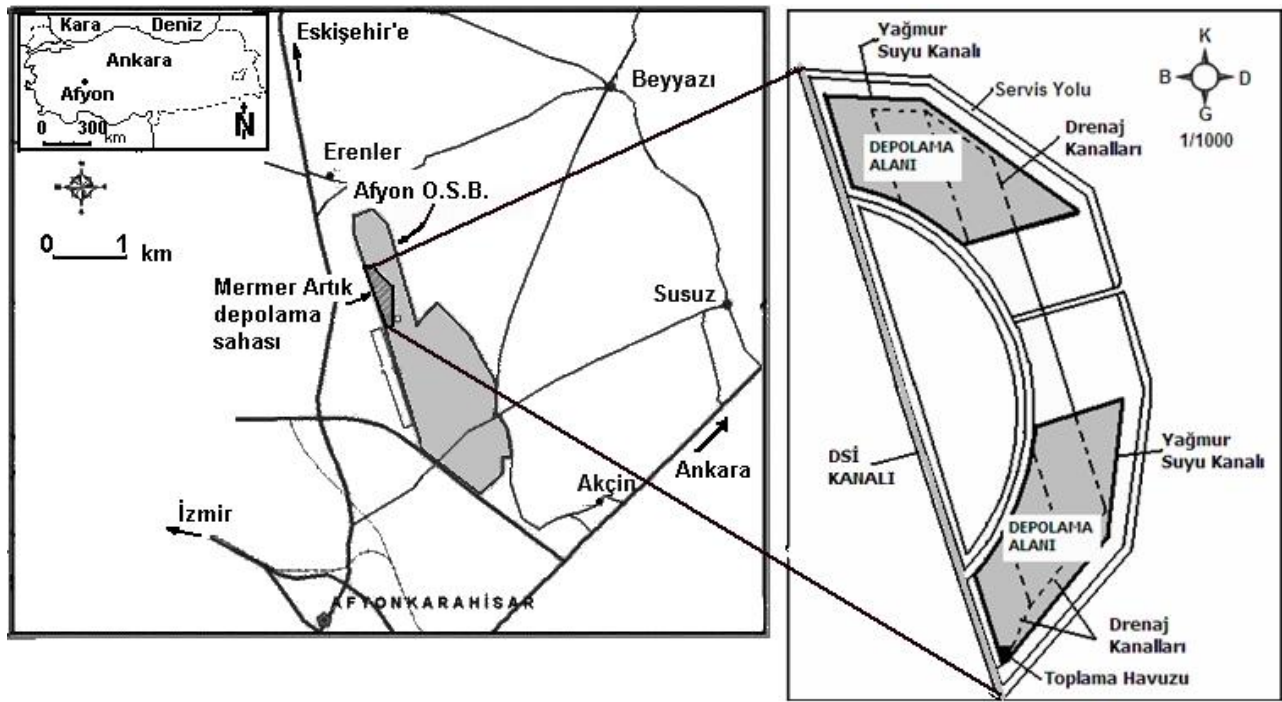 Kara Deniz
Ankara
Afyon
0 300 km
N
Eskişehir'e
Beyyazı
Erenler
Afyon O.S.B.
N
0 1 km
Mermer Artık
depolama
sahası
Susuz
Ankara
Akçin
İzmir
AFYONKARAHİSAR
Yağmur
Suyu Kanalı
K
B D
G
1/1000
Servis Yolu
Drenaj
Kanalları
DEPOLAMA
ALANI
DSİ
KANALI
Yağmur
Suyu Kanalı
DEPOLAMA
ALANI
Drenaj
Kanalları
Toplama Havuzu